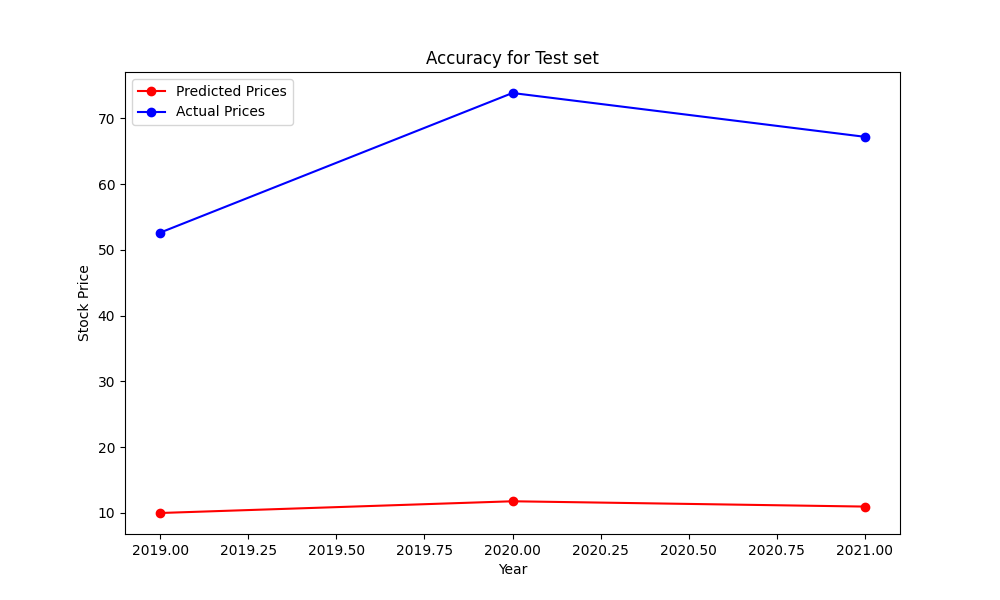 Accuracy for Test set
Predicted Prices
Actual Prices
70
60
50
40
30
20
10
Stock Price
2019.00 2019.25 2019.50 2019.75 2020.00 2020.25 2020.50 2020.75 2021.00
Year